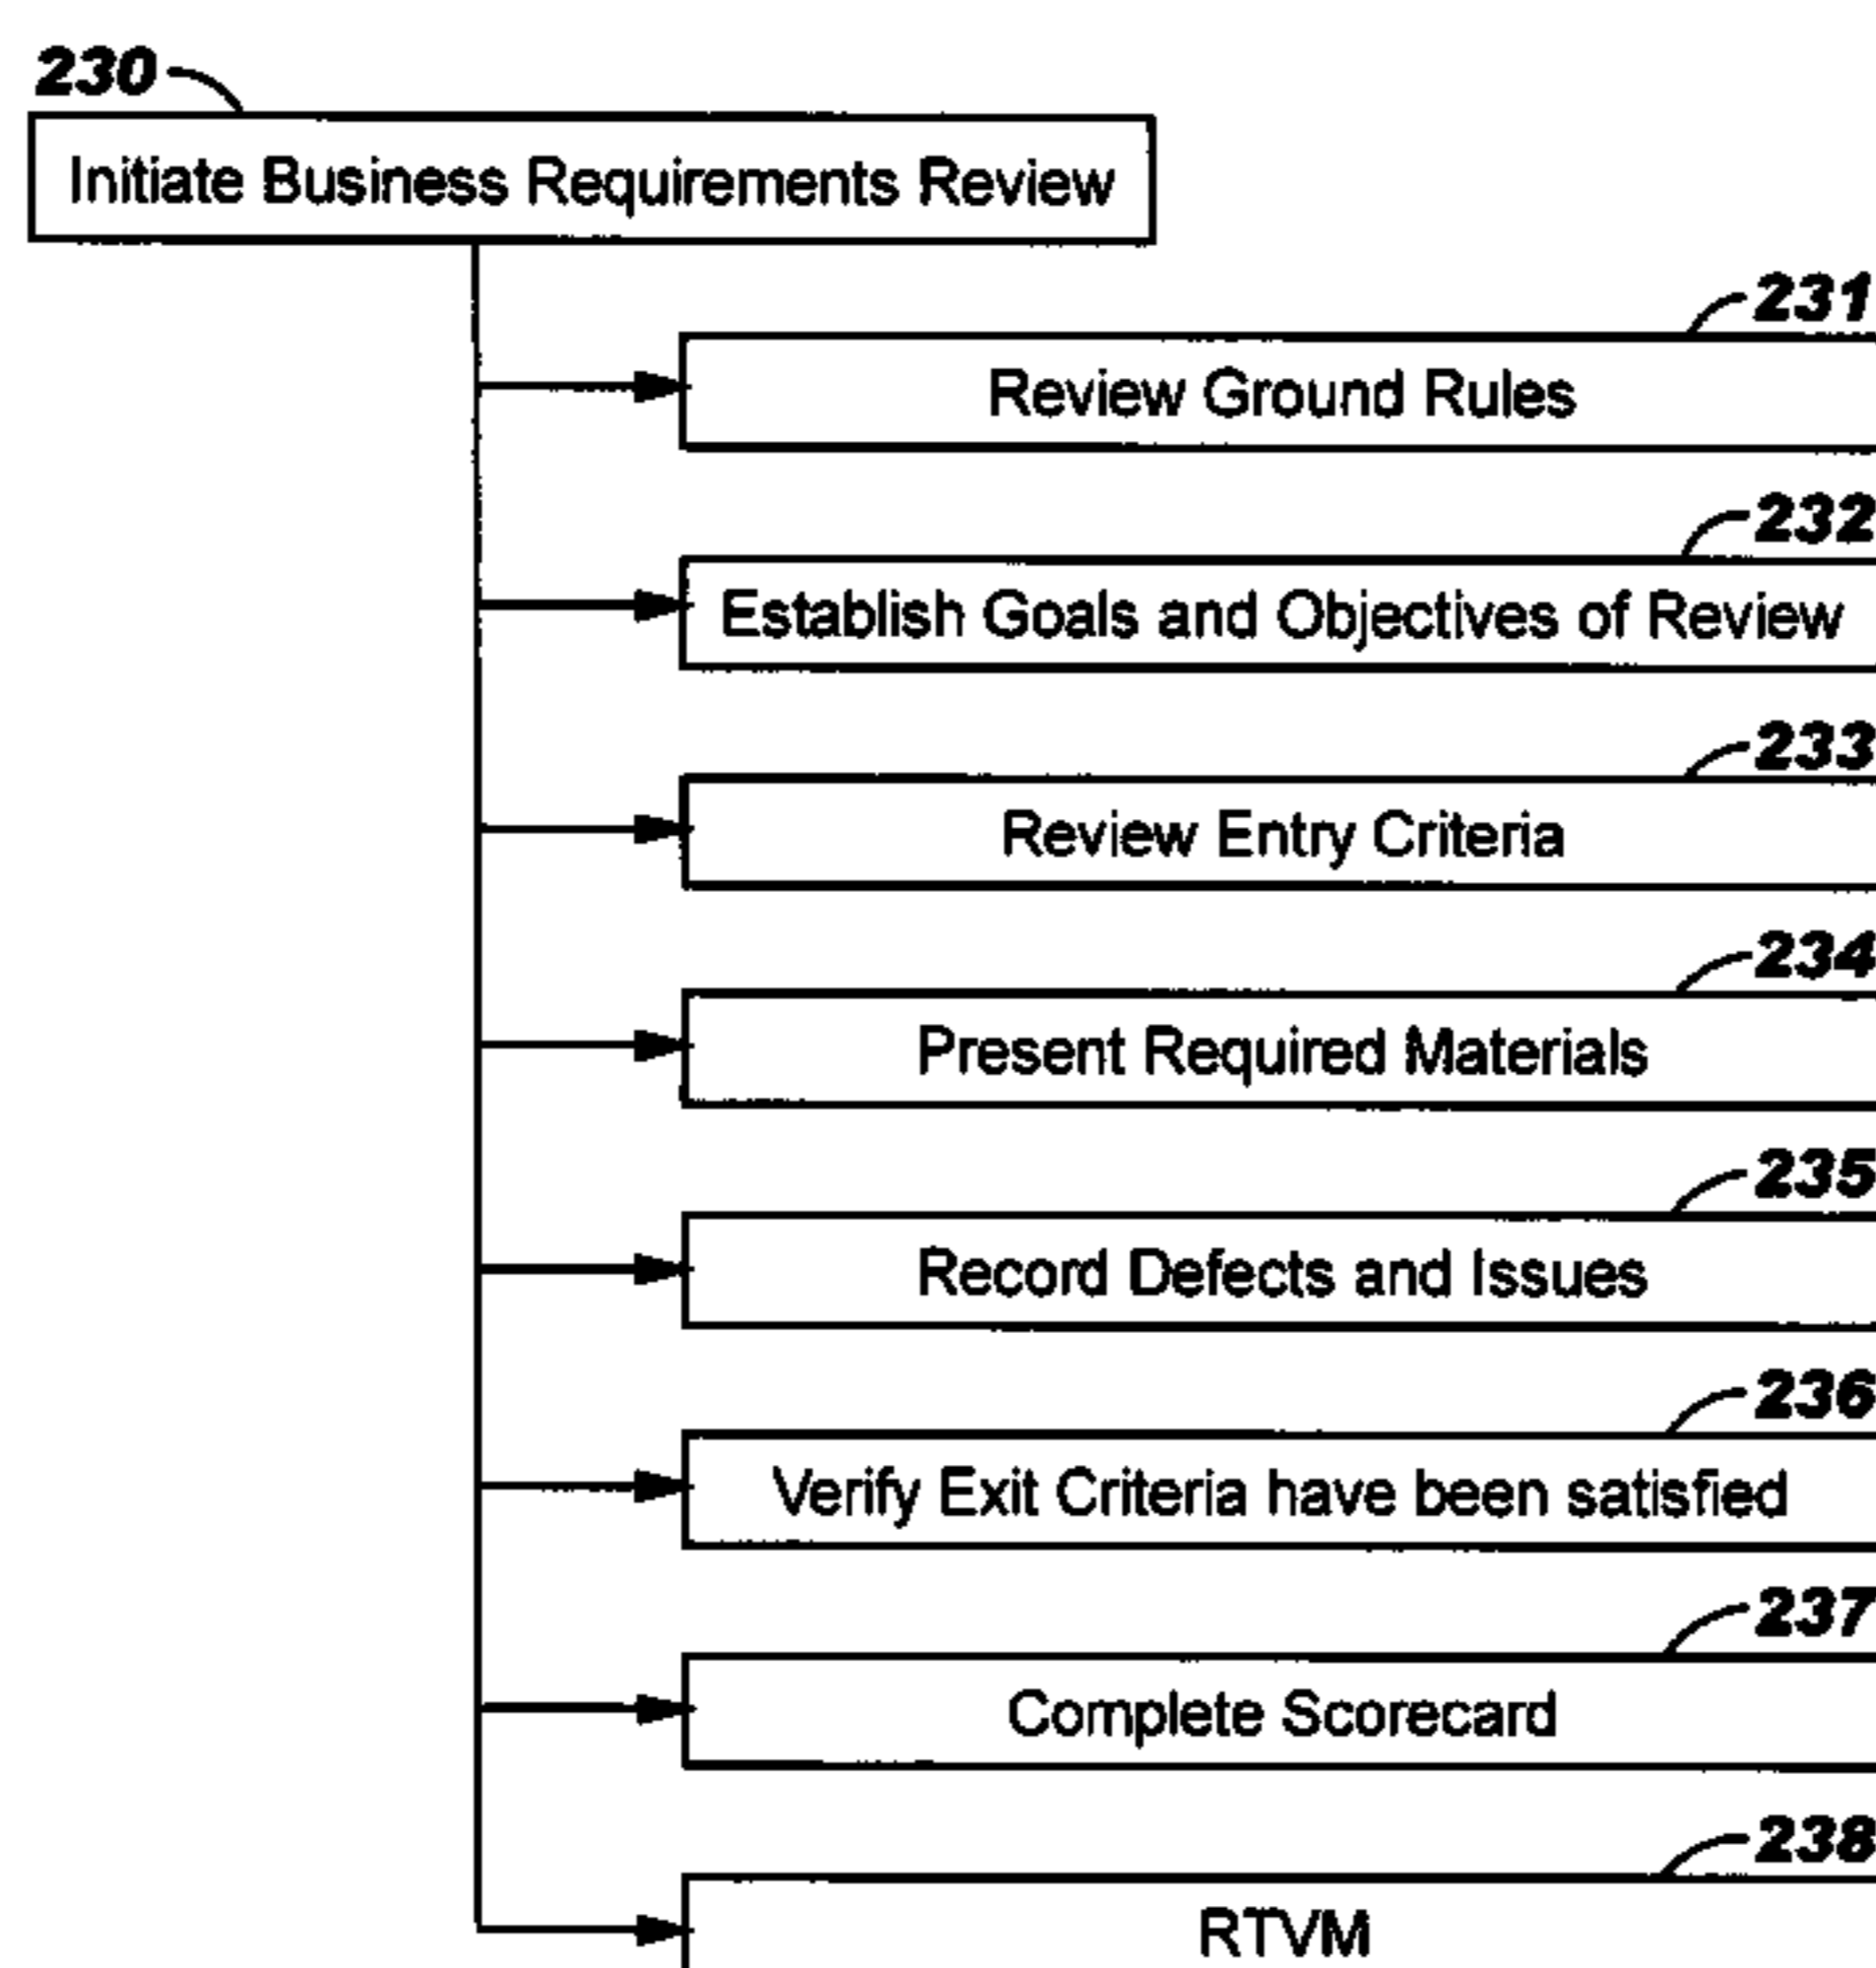 230
Initiate Business Requirements Review
231
Review Ground Rules
232
Establish Goals and Objectives of Review
233
Review Entry Criteria
234
Present Required Materials
235
Record Defects and Issues
236
Verify Exit Criteria have been satisfied
237
Complete Scorecard
238
RTVM